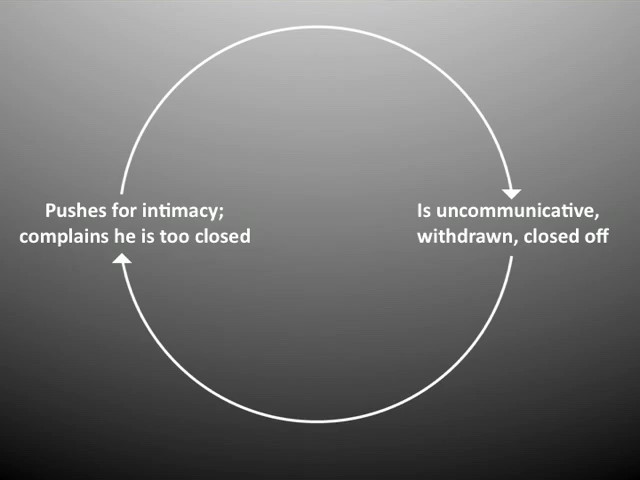 Pushes for intimacy;
complains he is too closed
Is uncommunicative,
withdrawn, closed off